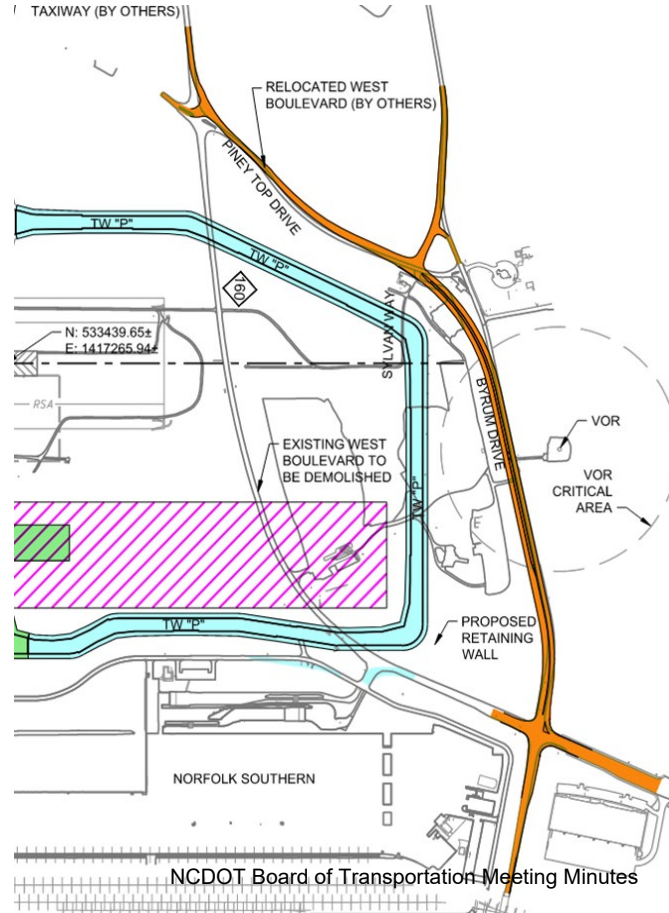 TAXIWAY (BY OTHERS)
RELOCATED WEST
BOULEVARD (BY OTHERS)
PINEY TOP DRIVE
TW "P"
TW "P"
160
SYLVAN WAY
N: 533439.65±
E: 1417265.94±
RSA
BYRUM DRIVE
VOR
EXISTING WEST
BOULEVARD TO
BE DEMOLISHED
VOR
CRITICAL
AREA
TW "P"
TW "P"
PROPOSED
RETAINING
WALL
NORFOLK SOUTHERN
NCDOT Board of Transportation Meeting Minutes